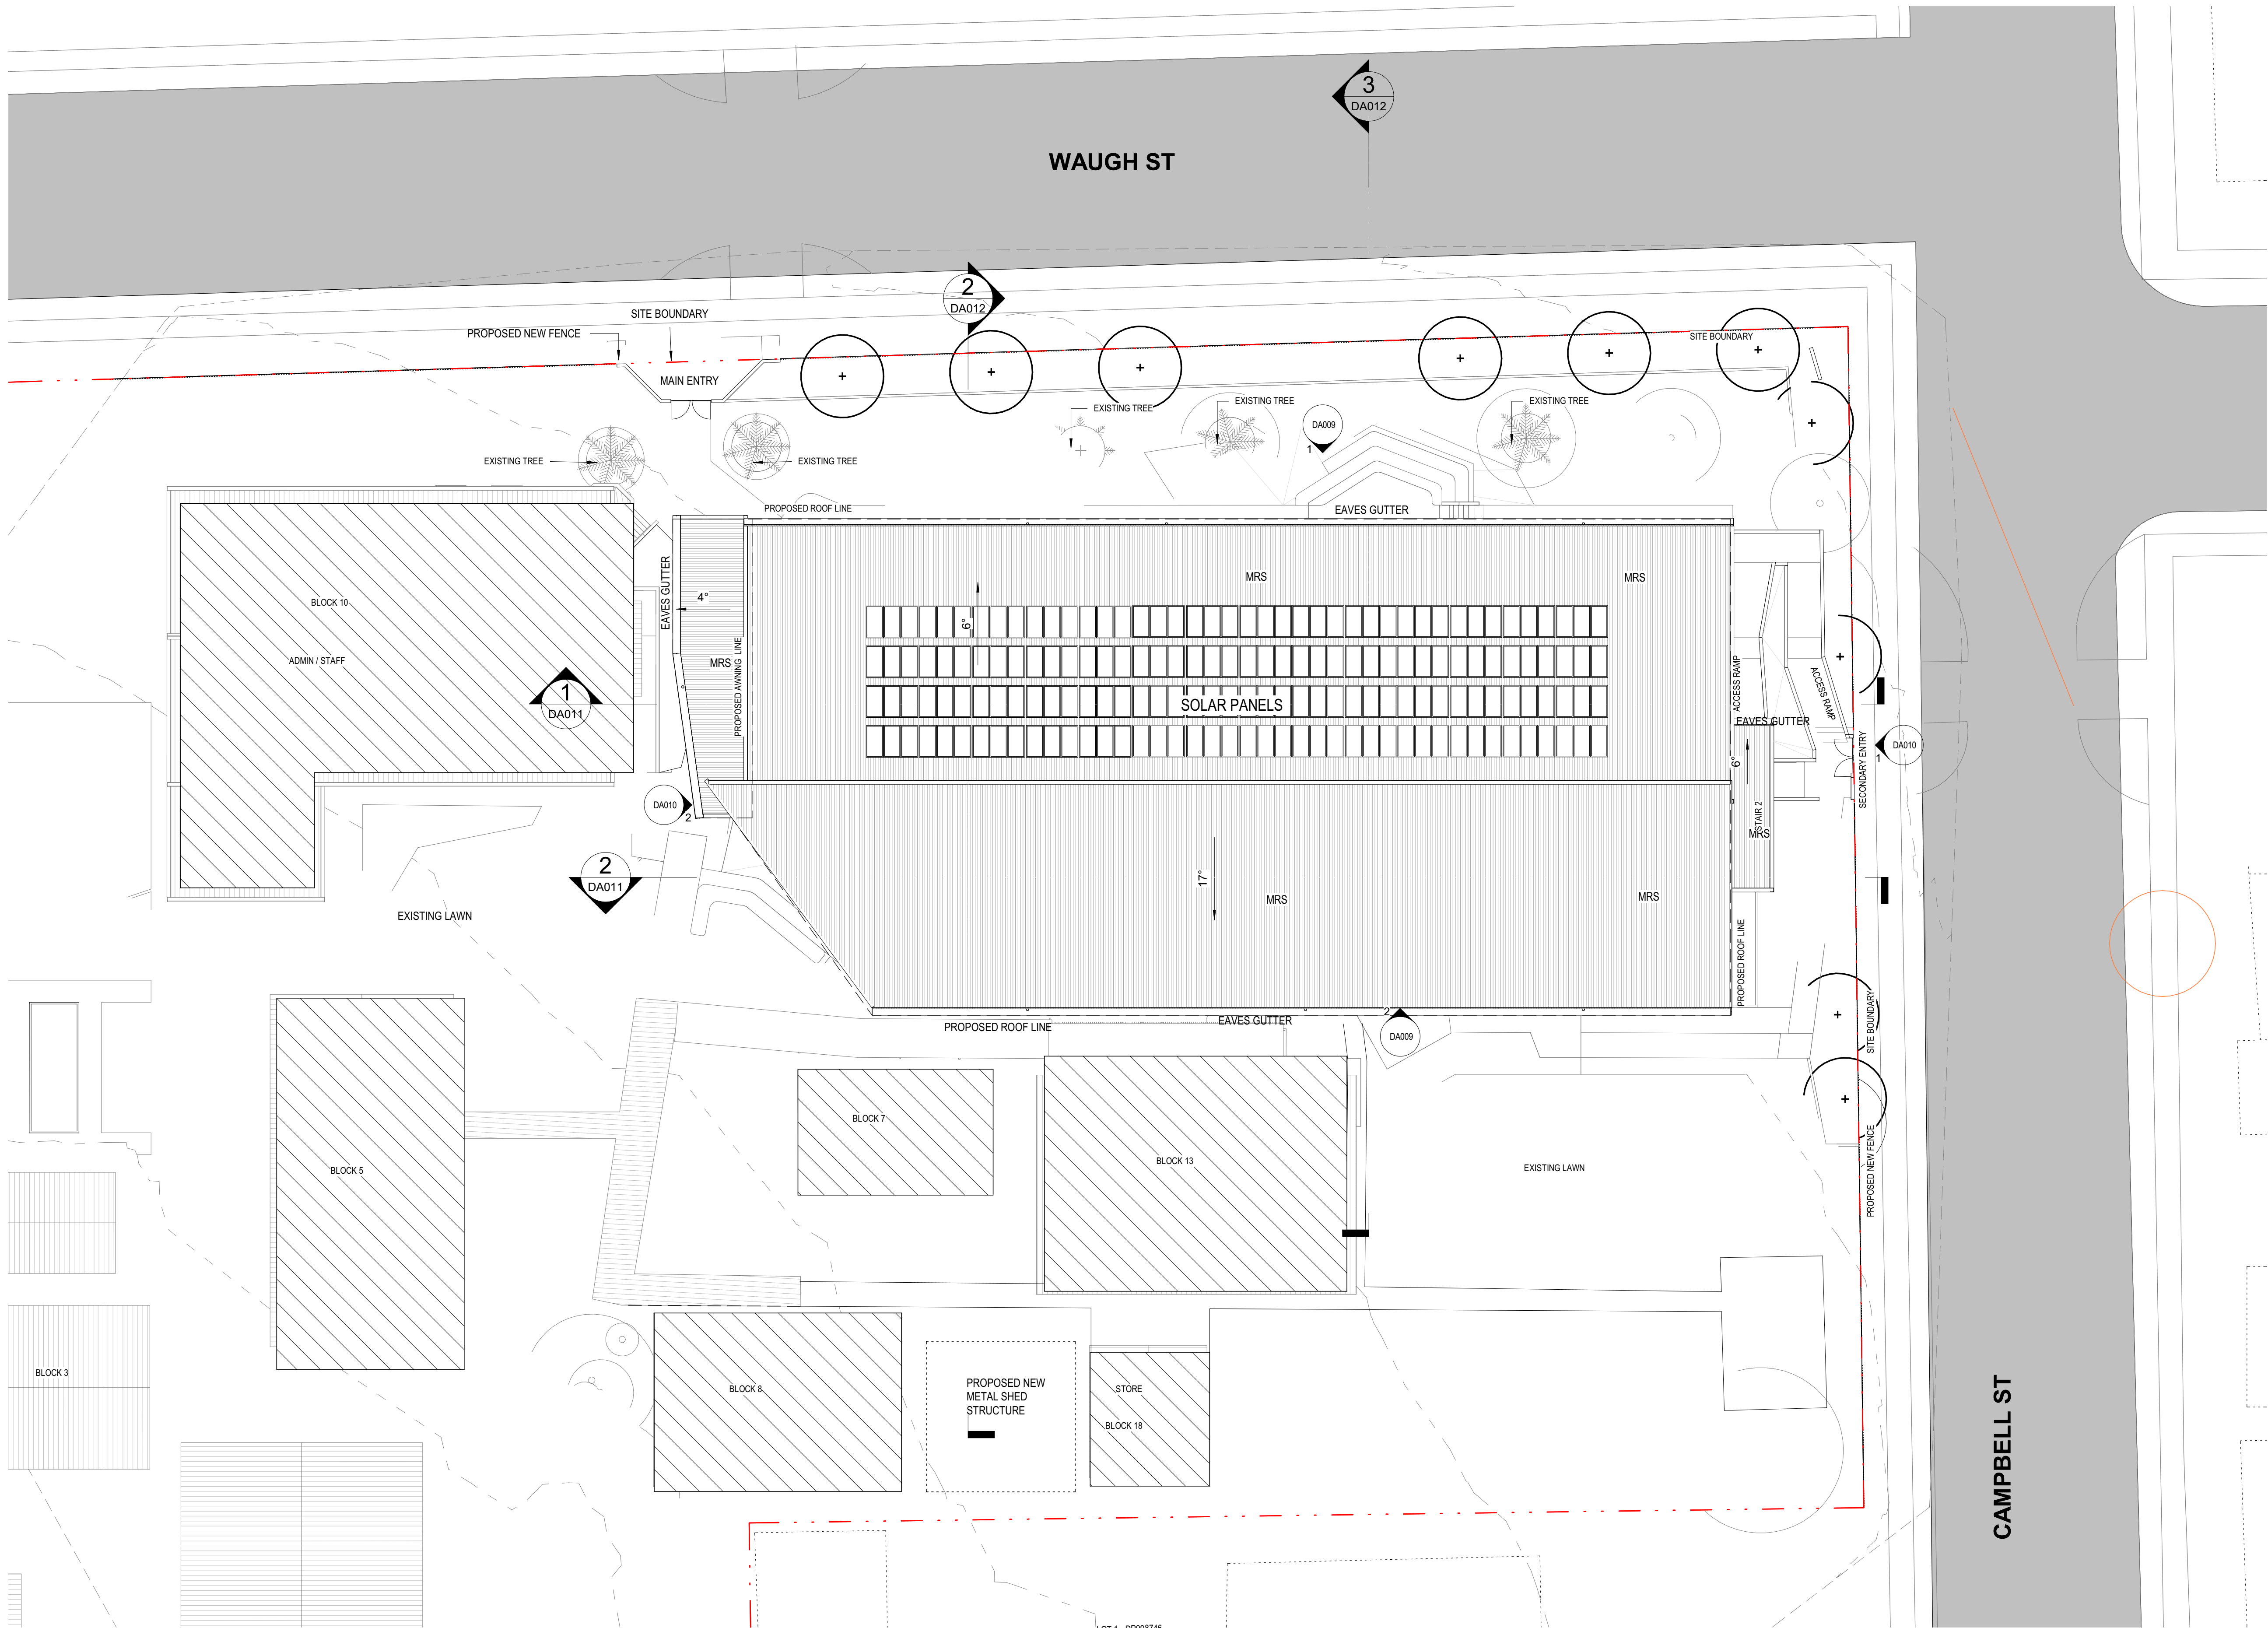 3
DA012
WAUGH ST
2
DA012
SITE BOUNDARY
PROPOSED NEW FENCE
SITE BOUNDARY
MAIN ENTRY
EXISTING TREE
EXISTING TREE
EXISTING TREE
DA009
1
EXISTING TREE
EXISTING TREE
PROPOSED ROOF LINE
EAVES GUTTER
EAVES GUTTER
MRS
MRS
BLOCK 10
4°
6°
ADMIN / STAFF
MRS
PROPOSED AWNING LINE
1
DA011
SOLAR PANELS
ACCESS RAMP
ACCESS RAMP
EAVES GUTTER
SECONDARY ENTRY
DA010
1
6°
DA010
2
STAIR 2
MRS
2
DA011
17°
MRS
MRS
EXISTING LAWN
PROPOSED ROOF LINE
PROPOSED ROOF LINE
EAVES GUTTER
2
DA009
SITE BOUNDARY
BLOCK 7
BLOCK 13
BLOCK 5
EXISTING LAWN
PROPOSED NEW FENCE
BLOCK 3
BLOCK 8
PROPOSED NEW
METAL SHED
STRUCTURE
STORE
BLOCK 18
CAMPBELL ST